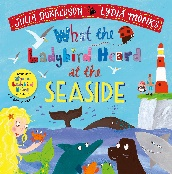 JULIA DONALDSON LYDIA MONKS
What the
Ladybird Heard
at the
SEASIDE